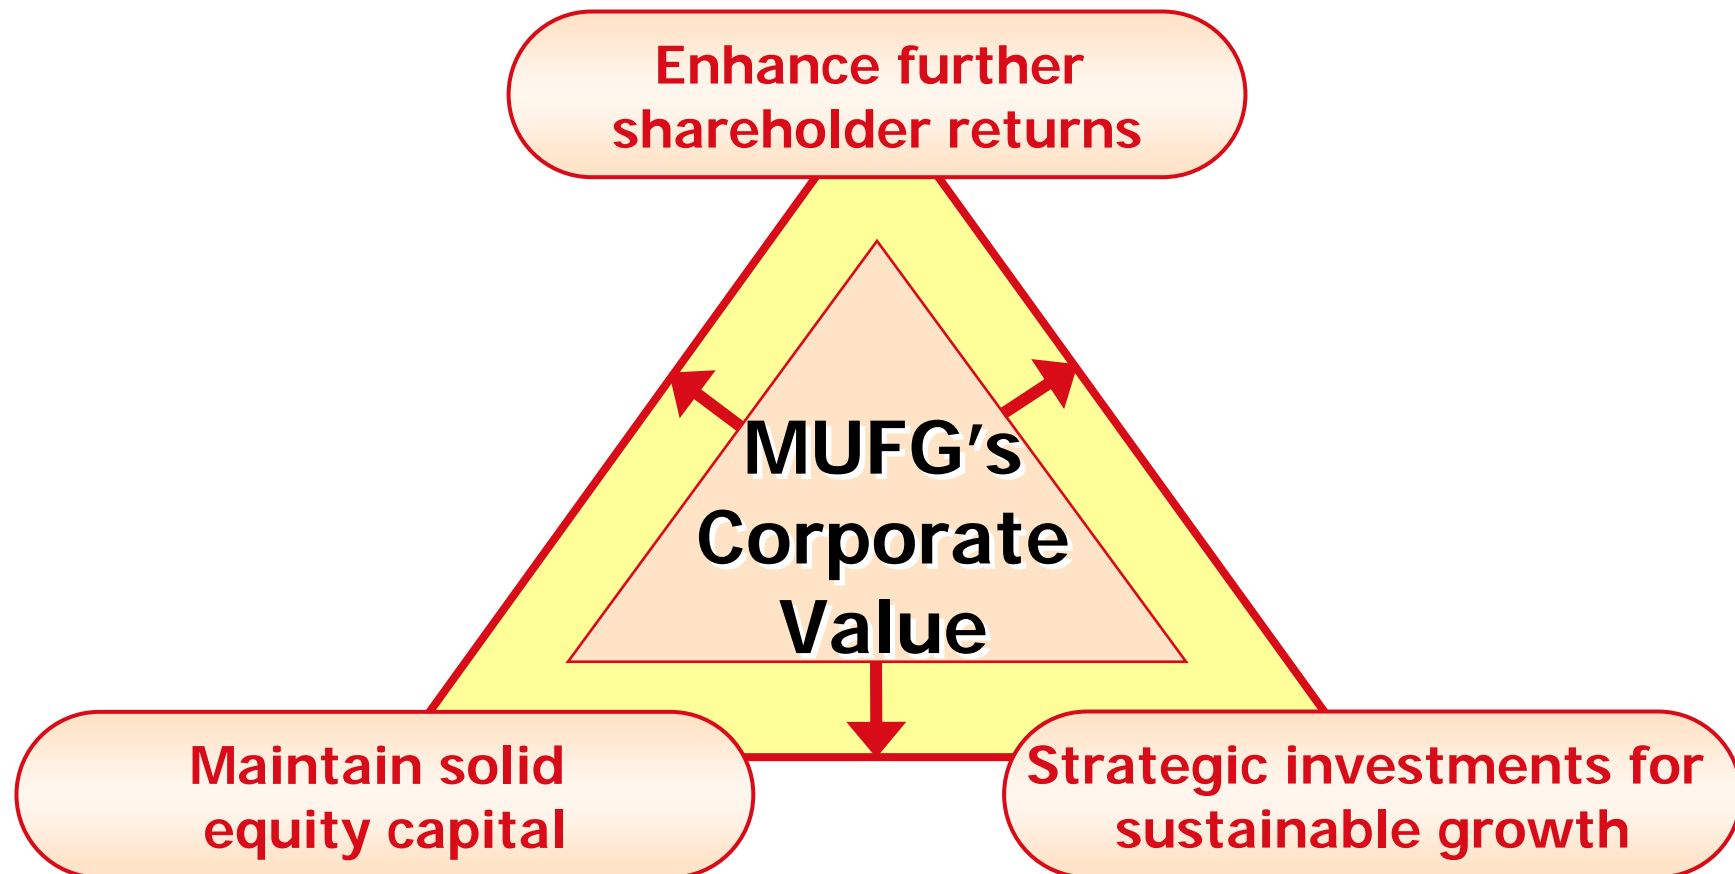 Enhance further
shareholder returns
MUFG's
Corporate
Value
Maintain solid
equity capital
Strategic investments for
sustainable growth